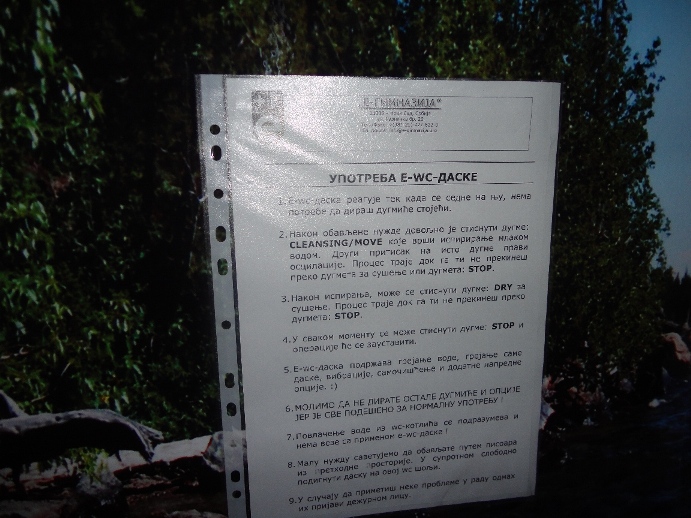 Е-ГИМНАЗИЈА®
УПОТРЕБА Е-WC-ДАСКЕ
1. Е-wc-даска реагује тек када се седне на њу, нема
потребе да дираш дугмиће стојећи.
2. Након обављене нужде довољно је стиснути дугме:
CLEANSING/MOVE које врши испирање млаком
водом. Други притисак на исто дугме прави
осцилације. Процес траје док га ти не прекинеш
преко дугмета за сушење или дугмета: STOP.
3. Након испирања, може се стиснути дугме: DRY за
сушење. Процес траје док га ти не прекинеш преко
дугмета: STOP.
4. У сваком моменту се може стиснути дугме: STOP и
операције ће се зауставити.
5. Е-wc-даска подржава грејање воде, грејање саме
даске, вибрације, самочишћење и додатне напредне
опције. :)
6. МОЛИМО ДА НЕ ДИРАТЕ ОСТАЛЕ ДУГМИЋЕ И ОПЦИЈЕ
ЈЕР ЈЕ СВЕ ПОДЕШЕНО ЗА НОРМАЛНУ УПОТРЕБУ !
7. Повлачење воде из wc-котлића се подразумева и
нема везе са применом е-wc-даске !
8. Малу нужду саветујемо да обављате путем писоара
из претходне просторије. У супротном слободно
подигнути даску на овој wc шољи.
9. У случају да приметиш неке проблеме у раду одмах
их пријави дежурном лицу.